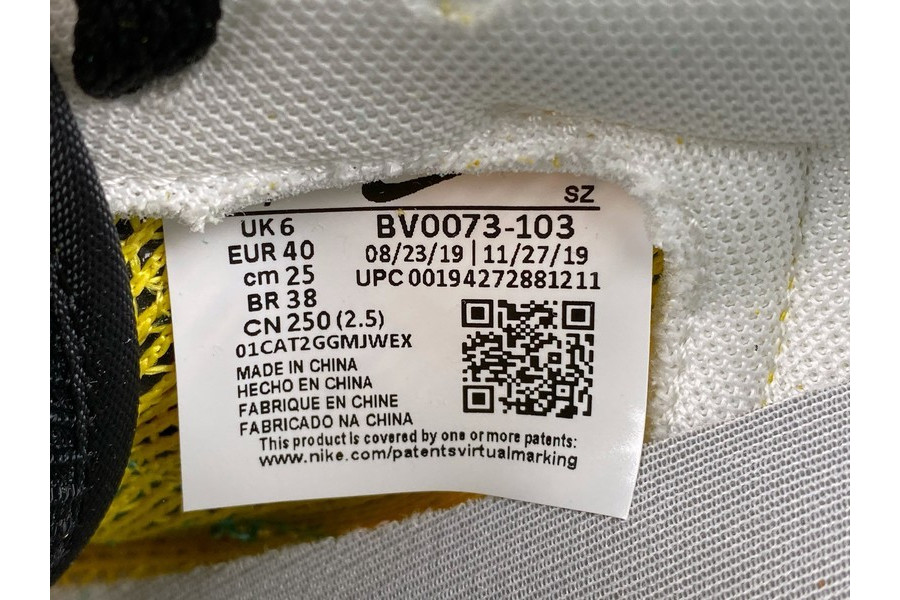 SZ
UK 6
EUR 40
cm 25
BR 38
CN 250 (2.5)
01CAT2GGMJWEX
BV0073-103
08/23/19 | 11/27/19
UPC 00194272881211
MADE IN CHINA
HECHO EN CHINA
FABRIQUE EN CHINE
FABRICADO NA CHINA
This product is covered by one or more patents:
www.nike.com/patentsvirtualmarking